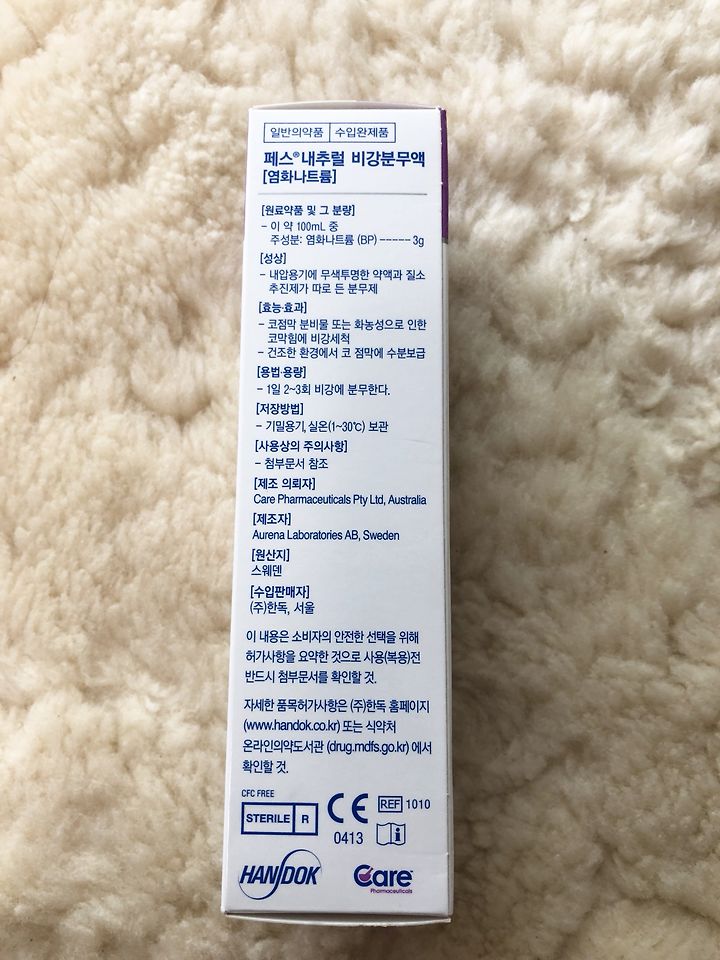 일반의약품 수입완제품
페스® 내추럴 비강분무액
[염화나트륨]
[원료약품 및 그 분량]
- 이 약 100mL 중
주성분: 염화나트륨 (BP) ----- 3g
[성상]
- 내압용기에 무색투명한 약액과 질소
추진제가 따로 든 분무제
[효능·효과]
- 코점막 분비물 또는 화농성으로 인한
코막힘에 비강세척
- 건조한 환경에서 코 점막에 수분보급
[용법·용량]
- 1일 2~3회 비강에 분무한다.
[저장방법]
- 기밀용기, 실온(1~30℃) 보관
[사용상의 주의사항]
- 첨부문서 참조
[제조 의뢰자]
Care Pharmaceuticals Pty Ltd, Australia
[제조자]
Aurena Laboratories AB, Sweden
[원산지]
스웨덴
[수입판매자]
(주)한독, 서울
이 내용은 소비자의 안전한 선택을 위해
허가사항을 요약한 것으로 사용(복용)전
반드시 첨부문서를 확인할 것.
자세한 품목허가사항은 (주)한독 홈페이지
(www.handok.co.kr) 또는 식약처
온라인의약도서관 (drug.mdfs.go.kr) 에서
확인할 것.
CFC FREE
STERILE R CE REF 1010
0413 i
HANDOK Care
Pharmaceuticals